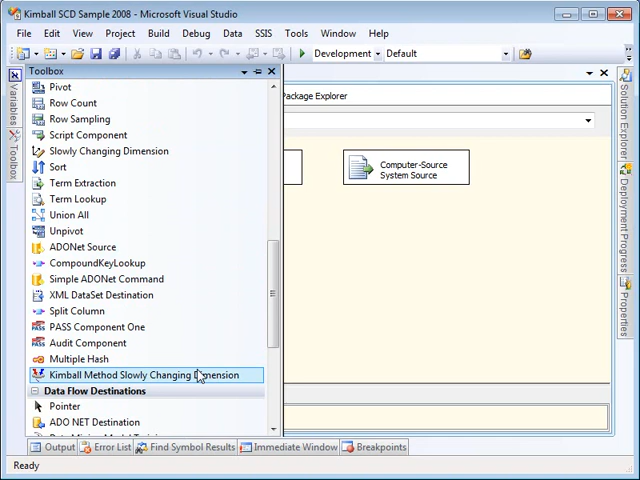 Kimball SCD Sample 2008 - Microsoft Visual Studio
File Edit View Project Build Debug Data SSIS Tools Window Help
Development Default
Toolbox
Package Explorer
Variables
Toolbox
Pivot
Row Count
Row Sampling
Script Component
Slowly Changing Dimension
Sort
Term Extraction
Term Lookup
Union All
Unpivot
ADONet Source
CompoundKeyLookup
Simple ADONet Command
XML DataSet Destination
Split Column
PASS Component One
Audit Component
Multiple Hash
Kimball Method Slowly Changing Dimension
Data Flow Destinations
Pointer
ADO NET Destination
Computer-Source
System Source
Solution Explorer
Deployment Progress
Properties
Output Error List Find Symbol Results Immediate Window Breakpoints
Ready